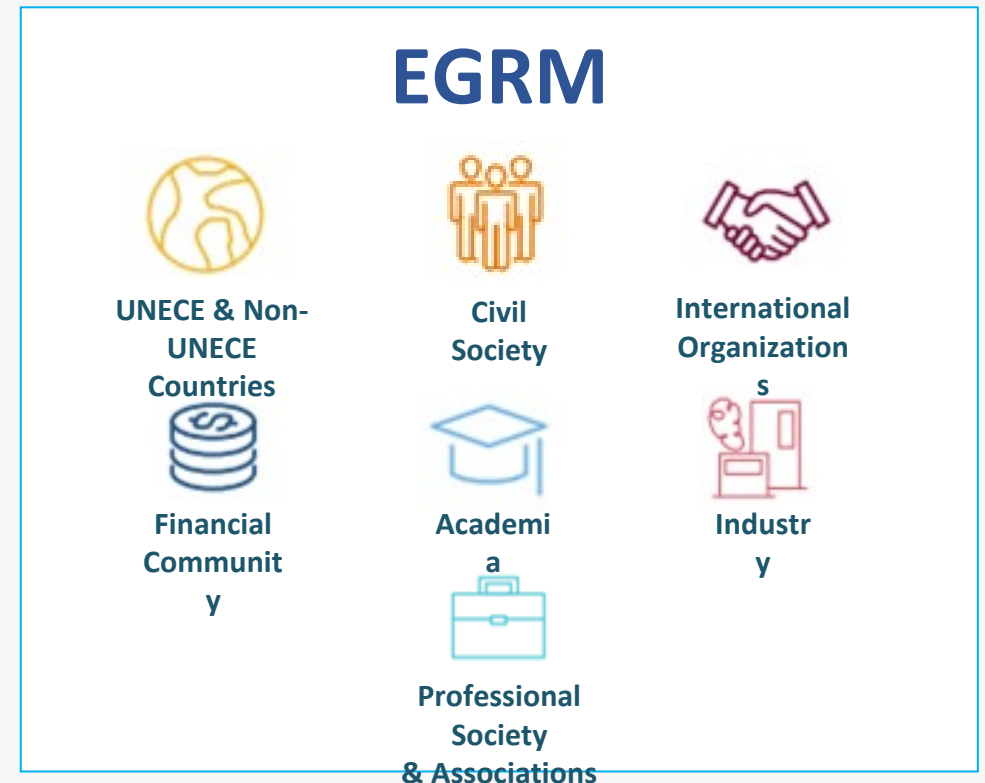 EGRM
UNECE & Non-
UNECE
Countries
Civil
Society
International
Organization
s
Financial
Communit
y
Academi
a
Industr
y
Professional
Society
& Associations